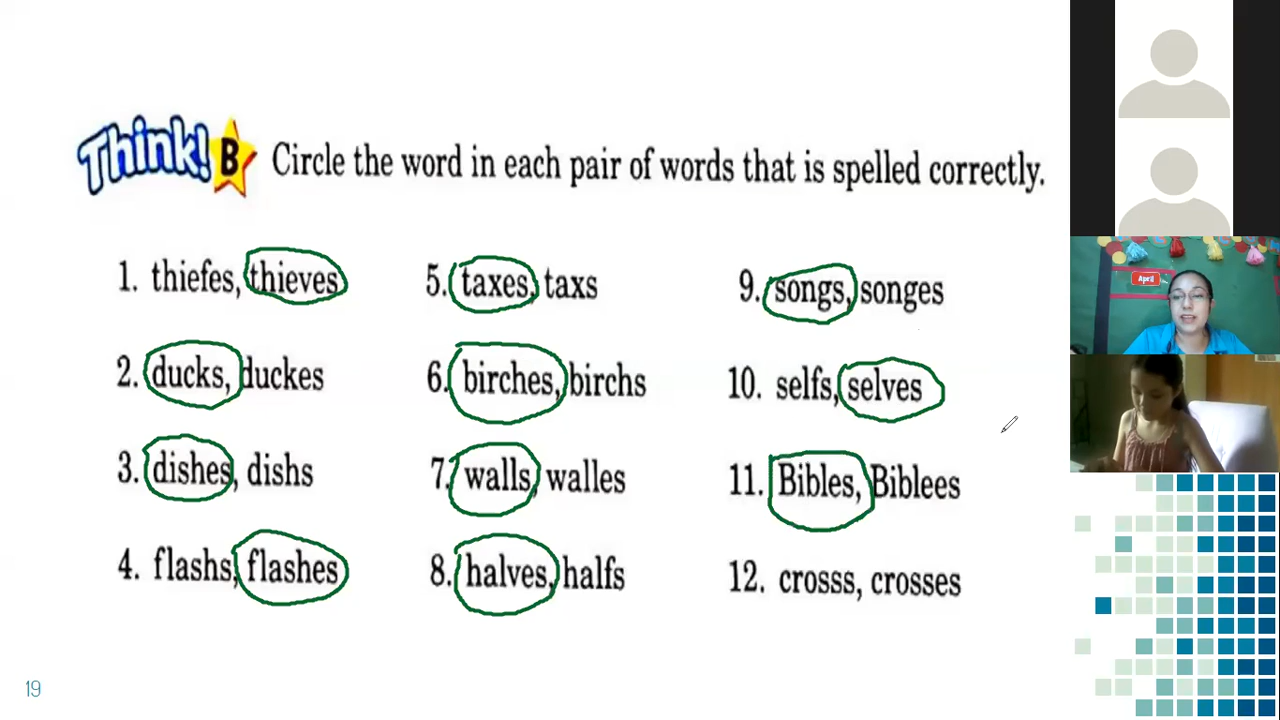 Think! B Circle the word in each pair of words that is spelled correctly.
1. thiefes, thieves
2. ducks, duckes
3. dishes, dishs
4. flashs, flashes
5. taxes, taxs
6. birches, birchs
7. walls, walles
8. halves, halfs
9. songs, songes
10. selfs, selves
11. Bibles, Biblees
12. crosss, crosses
April
19